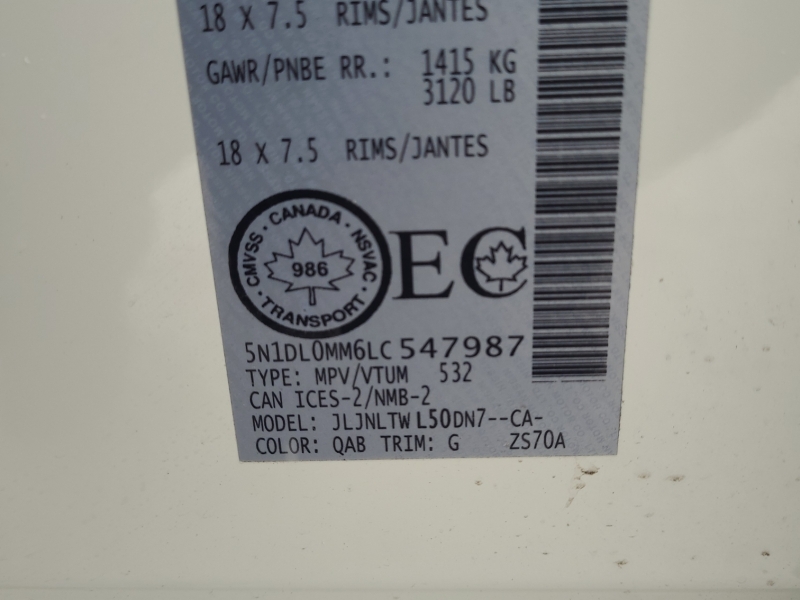 18 X 7.5 RIMS/JANTES
GAWR/PNBE RR.: 1415 KG
3120 LB
18 X 7.5 RIMS/JANTES
CANADA
CMVSS · NSVAC
986
TRANSPORT
EC
5N1DL0MM6LC547987
TYPE: MPV/VTUM 532
CAN ICES-2/NMB-2
MODEL: JLJNLTWL50DN7--CA-
COLOR: QAB TRIM: G ZS70A